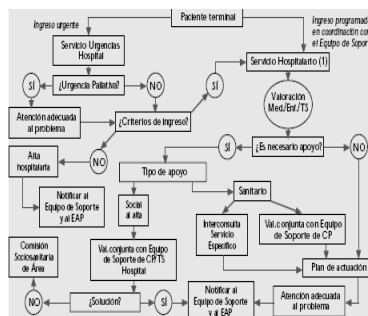 Paciente terminal
Ingreso urgente
Ingreso programado
en coordinación con
el Equipo de Soport
Servicio Urgencias
Hospital
Servicio Hospitalario (1)
SÍ
¿Urgencia Paliativa?
NO
SÍ
Valoración
Med/Enf/TS
Atención adecuada
al problema
¿Criterios de ingreso?
Alta
hospitalaria
NO
SÍ
¿Es necesario apoyo?
NO
Tipo de apoyo
Notificar al
Equipo de Soporte
y al EAP
Social
al alta
Sanitario
Interconsulta
Servicio
Específico
Val. conjunta con Equipo
de Soporte de CP
Comisión
Sociosanitaria
de Área
Val. conjunta con Equipo
de Soporte de CP/TS
Hospital
Plan de actuación
NO
¿Solución?
SÍ
Notificar al
Equipo de Soporte
y al EAP
Atención adecuada
al problema